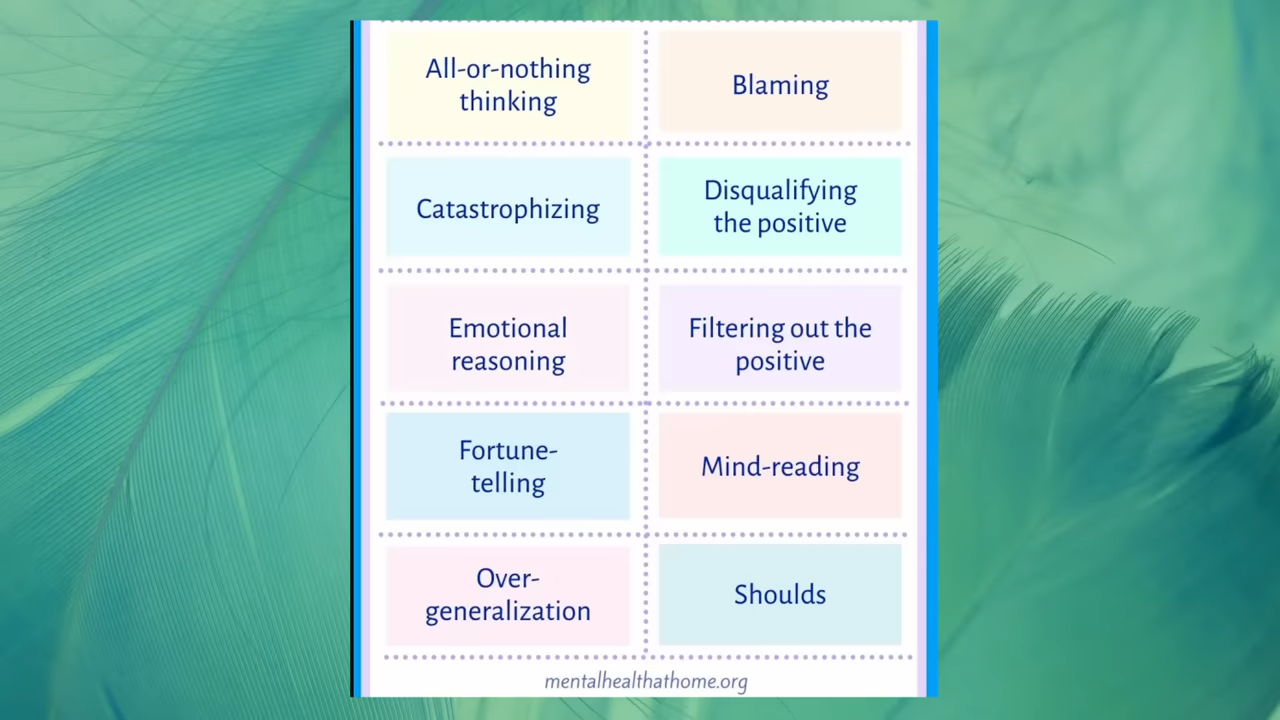 All-or-nothing
thinking
Blaming
Catastrophizing
Disqualifying
the positive
Emotional
reasoning
Filtering out the
positive
Fortune-
telling
Mind-reading
Over-
generalization
Shoulds
mentalhealthathome.org